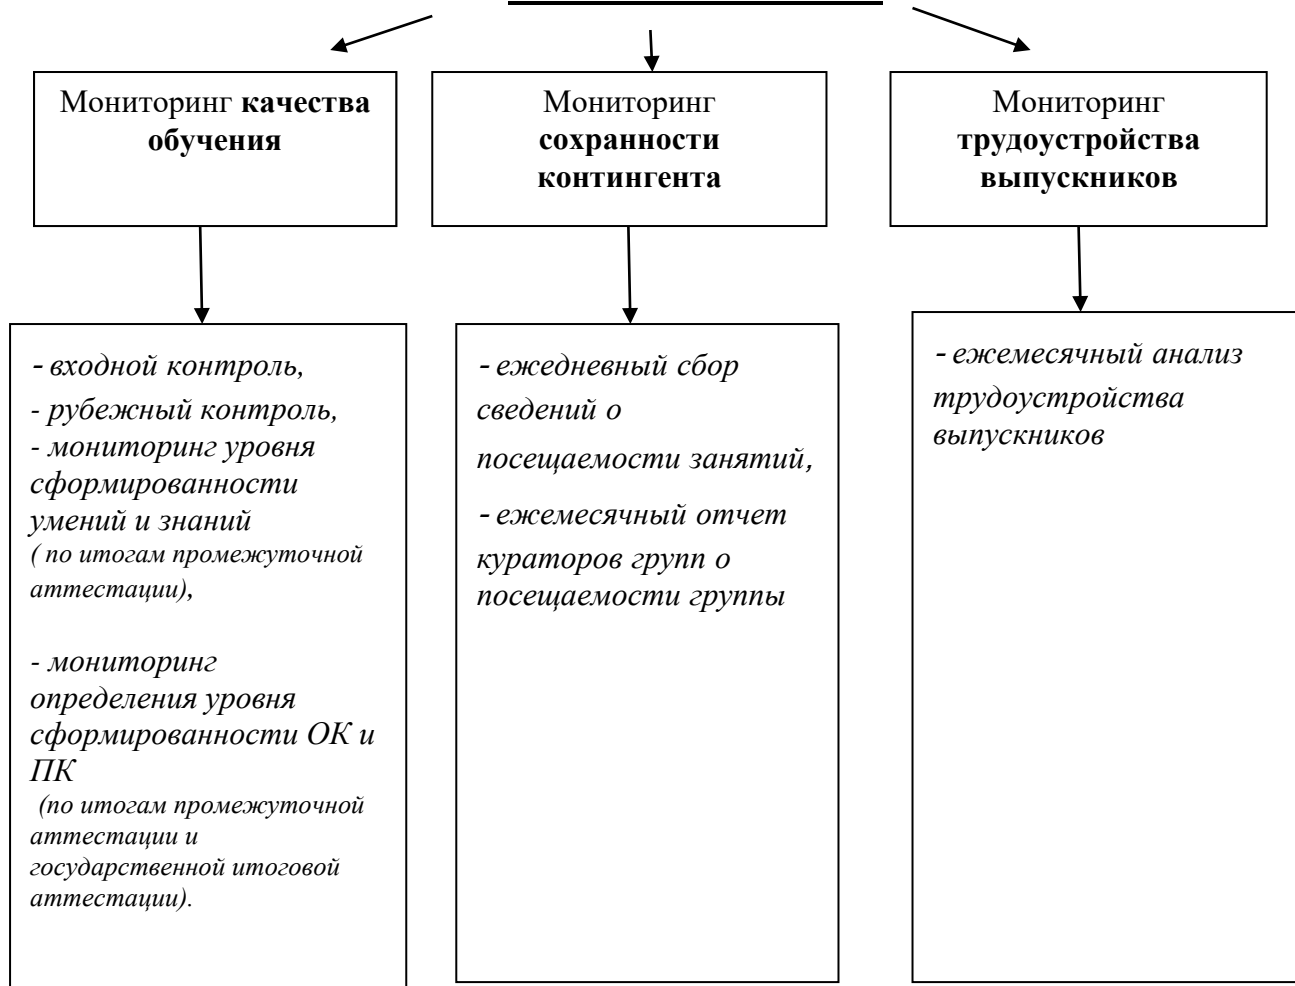 Мониторинг качества
обучения
Мониторинг
сохранности
контингента
Мониторинг
трудоустройства
выпускников
- входной контроль,
- рубежный контроль,
- мониторинг уровня
сформированности
умений и знаний
( по итогам промежуточной
аттестации),
- мониторинг
определения уровня
сформированности ОК и
ПК
(по итогам промежуточной
аттестации и
государственной итоговой
аттестации).
- ежедневный сбор
сведений о
посещаемости занятий,
- ежемесячный отчет
кураторов групп о
посещаемости группы
- ежемесячный анализ
трудоустройства
выпускников